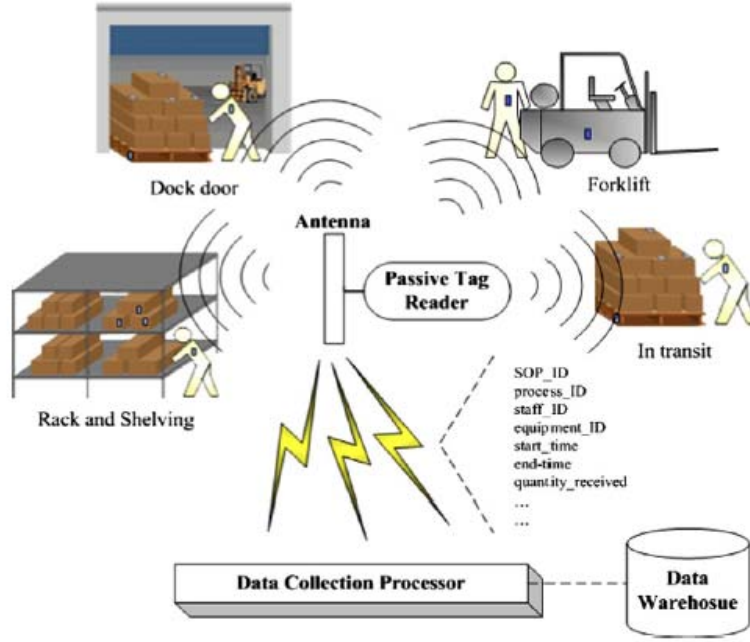 Dock door
Forklift
Antenna
Passive Tag
Reader
Rack and Shelving
In transit
SOP_ID
process_ID
staff_ID
equipment_ID
start_time
end-time
quantity_received
...
...
Data Collection Processor
Data
Warehosue